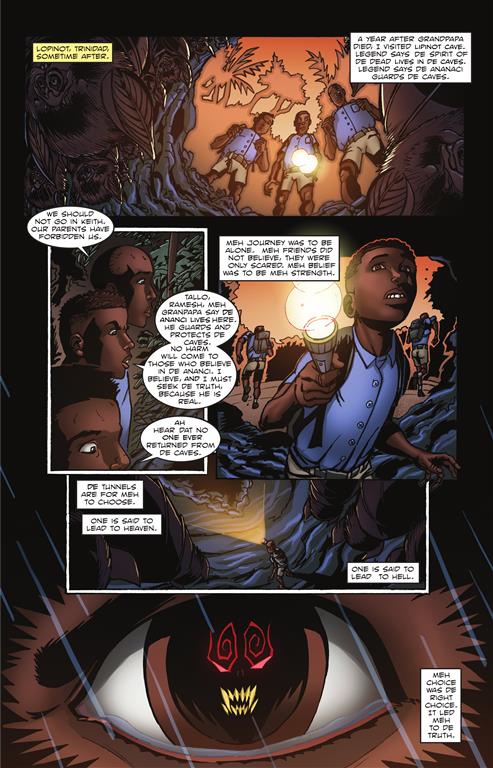 LOPINOT, TRINIDAD,
SOMETIME AFTER.
A YEAR AFTER GRANDPAPA
DIED, I VISITED LIPINOT CAVE.
LEGEND SAYS DE SPIRIT OF
DE DEAD LIVES IN DE CAVES.
LEGEND SAYS DE ANANACI
GUARDS DE CAVES.
WE SHOULD
NOT GO IN KEITH.
OUR PARENTS HAVE
FORBIDDEN US.
TALLO,
RAMESH, MEH
GRANPAPA SAY DE
ANANCI LIVES HERE.
HE GUARDS AND
PROTECTS DE
CAVES.
NO HARM
WILL COME TO
THOSE WHO BELIEVE
IN DE ANANCI. I
BELIEVE, AND I MUST
SEEK DE TRUTH,
BECAUSE HE IS
REAL.
AH
HEAR DAT NO
ONE EVER
RETURNED FROM
DE CAVES.
MEH JOURNEY WAS TO BE
ALONE. MEH FRIENDS DID
NOT BELIEVE, THEY WERE
ONLY SCARED. MEH BELIEF
WAS TO BE MEH STRENGTH.
DE TUNNELS
ARE FOR MEH
TO CHOOSE.
ONE IS SAID TO
LEAD TO HEAVEN.
ONE IS SAID TO
LEAD TO HELL.
MEH
CHOICE
WAS DE
RIGHT
CHOICE.
IT LED
MEH
TO DE
TRUTH.